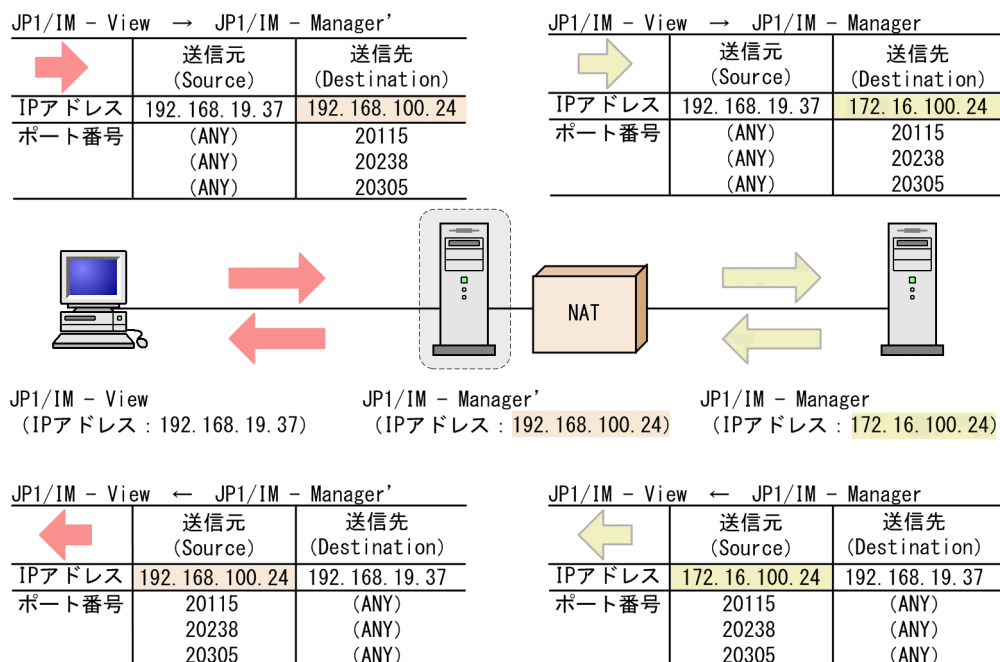 JP1/IM - View → JP1/IM - Manager’
送信元 送信先
(Source) (Destination)
IPアドレス 192.168.19.37 192.168.100.24
ポート番号 (ANY) 20115
(ANY) 20238
(ANY) 20305
JP1/IM - View → JP1/IM - Manager
送信元 送信先
(Source) (Destination)
IPアドレス 192.168.19.37 172.16.100.24
ポート番号 (ANY) 20115
(ANY) 20238
(ANY) 20305
NAT
JP1/IM - View
(IPアドレス：192.168.19.37)
JP1/IM - Manager’
(IPアドレス：192.168.100.24)
JP1/IM - Manager
(IPアドレス：172.16.100.24)
JP1/IM - View ← JP1/IM - Manager’
送信元 送信先
(Source) (Destination)
IPアドレス 192.168.100.24 192.168.19.37
ポート番号 20115 (ANY)
20238 (ANY)
20305 (ANY)
JP1/IM - View ← JP1/IM - Manager
送信元 送信先
(Source) (Destination)
IPアドレス 172.16.100.24 192.168.19.37
ポート番号 20115 (ANY)
20238 (ANY)
20305 (ANY)